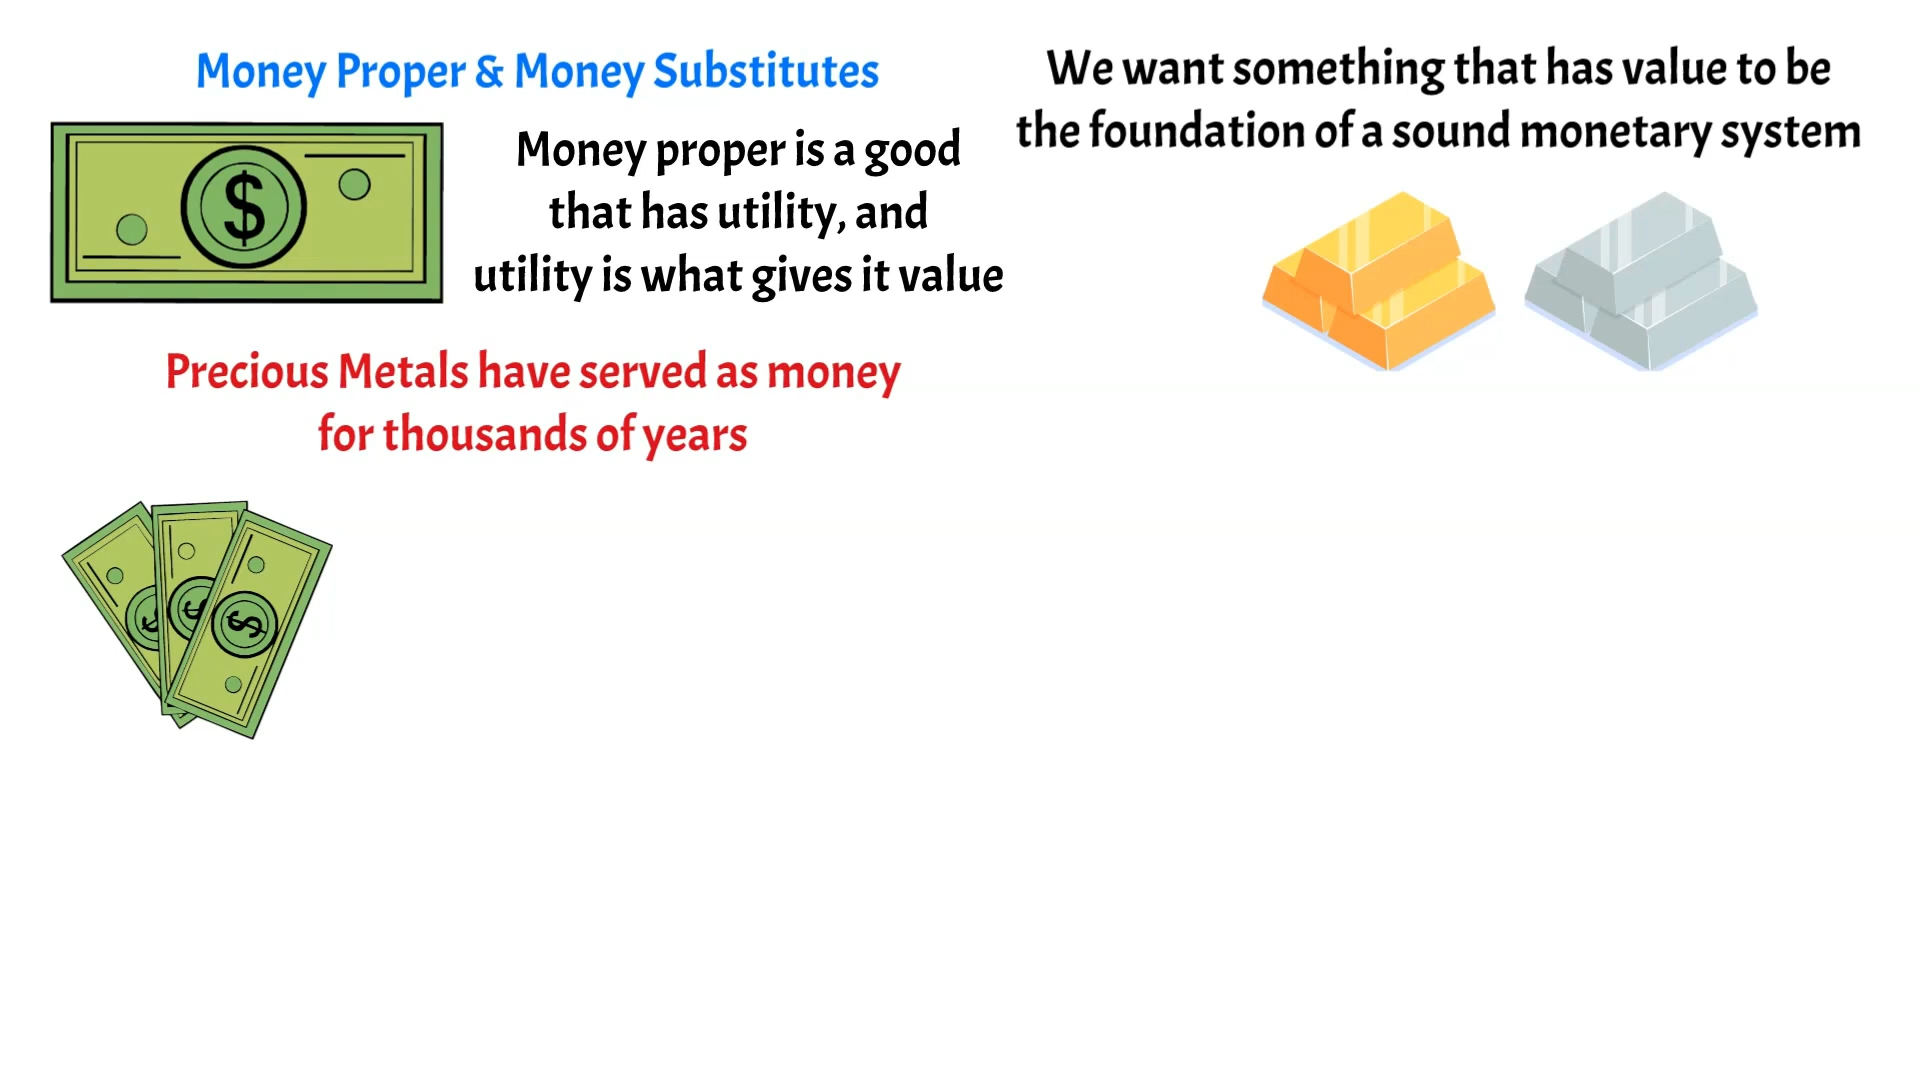 Money Proper & Money Substitutes
$
Money proper is a good
that has utility, and
utility is what gives it value
Precious Metals have served as money
for thousands of years
$
$
$
We want something that has value to be
the foundation of a sound monetary system